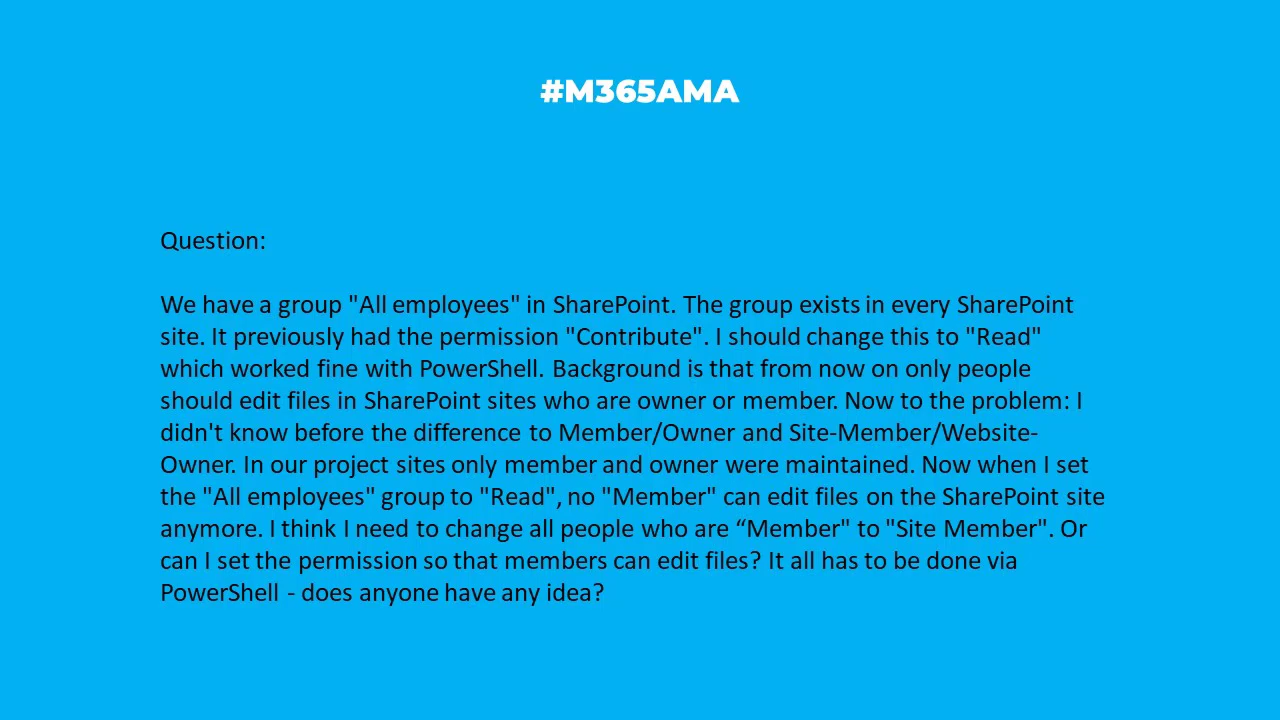 #M365AMA
Question:
We have a group "All employees" in SharePoint. The group exists in every SharePoint
site. It previously had the permission "Contribute". I should change this to "Read"
which worked fine with PowerShell. Background is that from now on only people
should edit files in SharePoint sites who are owner or member. Now to the problem: I
didn't know before the difference to Member/Owner and Site-Member/Website-
Owner. In our project sites only member and owner were maintained. Now when I set
the "All employees" group to "Read", no "Member" can edit files on the SharePoint site
anymore. I think I need to change all people who are “Member" to "Site Member". Or
can I set the permission so that members can edit files? It all has to be done via
PowerShell - does anyone have any idea?